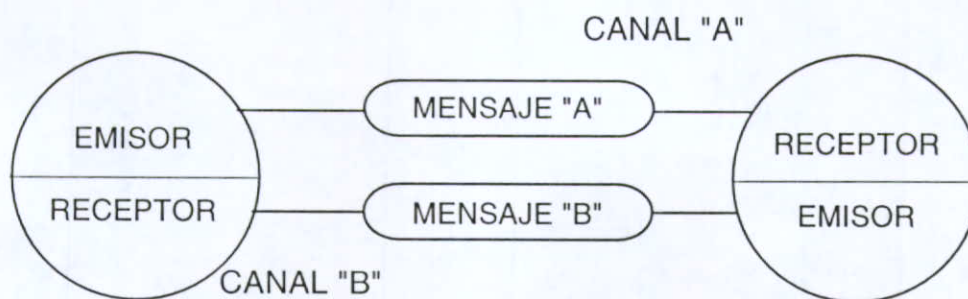 CANAL "A"
MENSAJE "A"
EMISOR
RECEPTOR
RECEPTOR
MENSAJE "B"
EMISOR
CANAL "B"